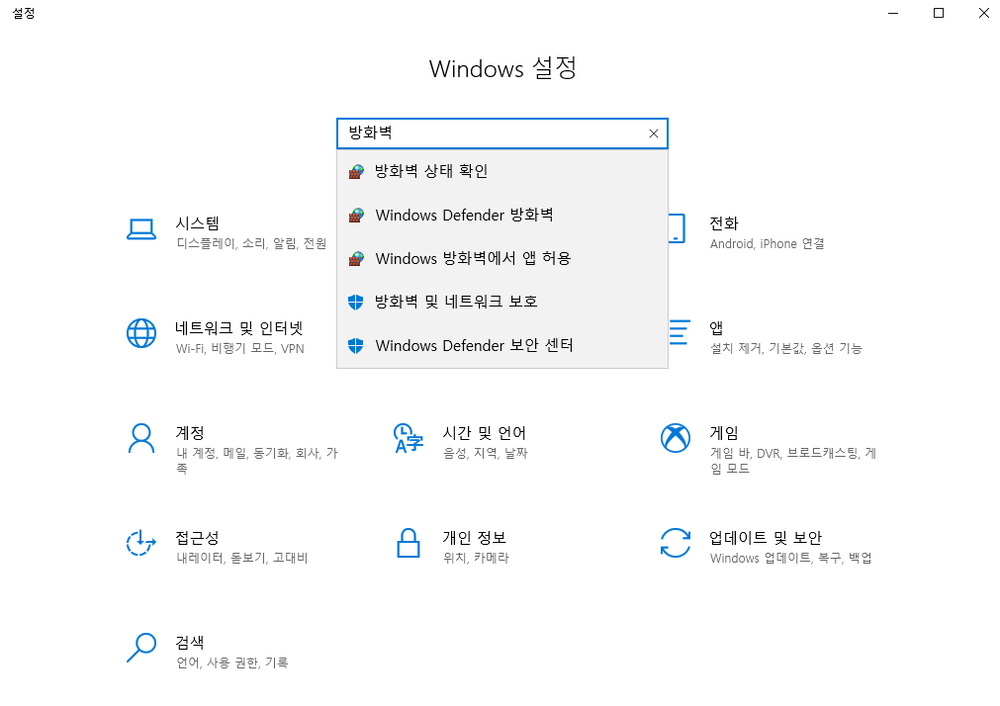 설정
Windows 설정
방화벽
방화벽 상태 확인
Windows Defender 방화벽
Windows 방화벽에서 앱 허용
방화벽 및 네트워크 보호
Windows Defender 보안 센터
시스템
디스플레이, 소리, 알림, 전원
전화
Android, iPhone 연결
네트워크 및 인터넷
Wi-Fi, 비행기 모드, VPN
앱
설치 제거, 기본값, 옵션 기능
계정
내 계정, 메일, 동기화, 회사, 가
족
시간 및 언어
음성, 지역, 날짜
게임
게임 바, DVR, 브로드캐스팅, 게
임 모드
접근성
내레이터, 돋보기, 고대비
개인 정보
위치, 카메라
업데이트 및 보안
Windows 업데이트, 복구, 백업
검색
언어, 사용 권한, 기록